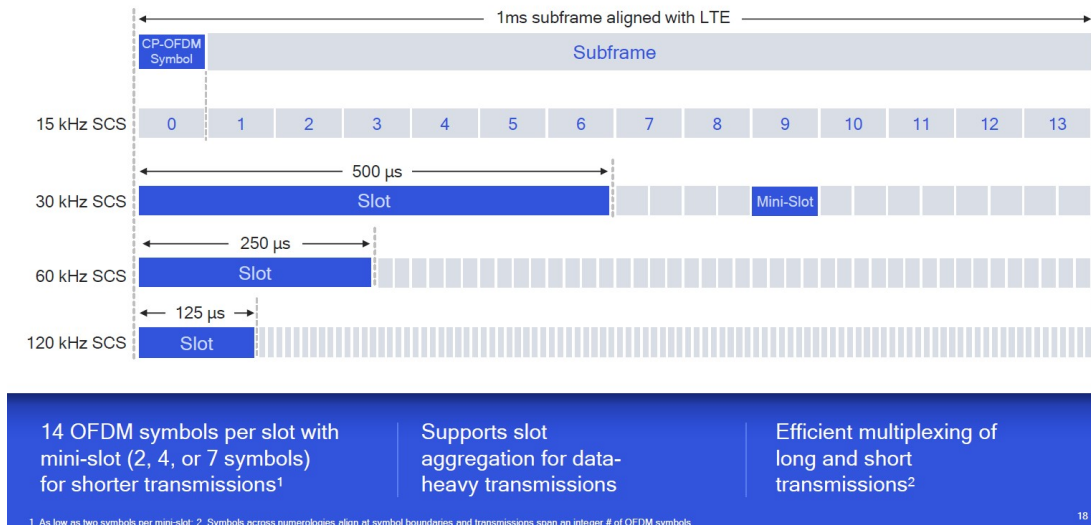 1ms subframe aligned with LTE
CP-OFDM
Symbol
Subframe
15 kHz SCS
0 1 2 3 4 5 6 7 8 9 10 11 12 13
500 µs
30 kHz SCS
Slot
Mini-Slot
250 µs
60 kHz SCS
Slot
125 µs
120 kHz SCS
Slot
14 OFDM symbols per slot with
mini-slot (2, 4, or 7 symbols)
for shorter transmissions¹
Supports slot
aggregation for data-
heavy transmissions
Efficient multiplexing of
long and short
transmissions²
1. As low as two symbols per mini-slot; 2. Symbols across numerologies align at symbol boundaries and transmissions span an integer # of OFDM symbols
18